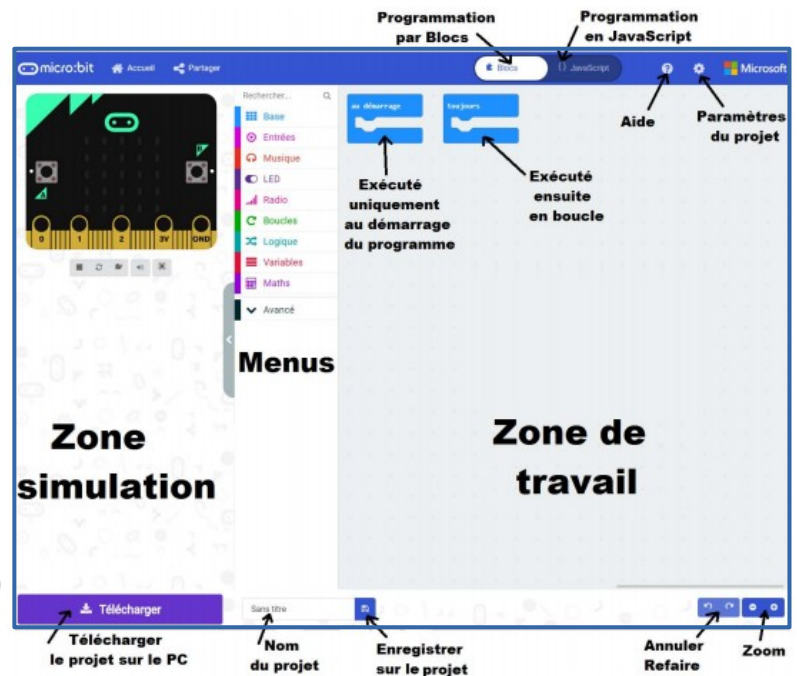 Programmation
par Blocs
Programmation
en JavaScript
micro:bit
Accueil
Partager
Blocs
{} JavaScript
?
Microsoft
Aide
Paramètres
du projet
Rechercher...
Base
Entrées
Musique
LED
Radio
Boucles
Logique
Variables
Maths
Avancé
Menus
au démarrage
toujours
Exécuté
uniquement
au démarrage
du programme
Exécuté
ensuite
en boucle
A
B
0 1 2 3V GND
Zone
simulation
Zone de
travail
Télécharger
Sans titre
Télécharger
le projet sur le PC
Nom
du projet
Enregistrer
sur le projet
Annuler
Refaire
Zoom